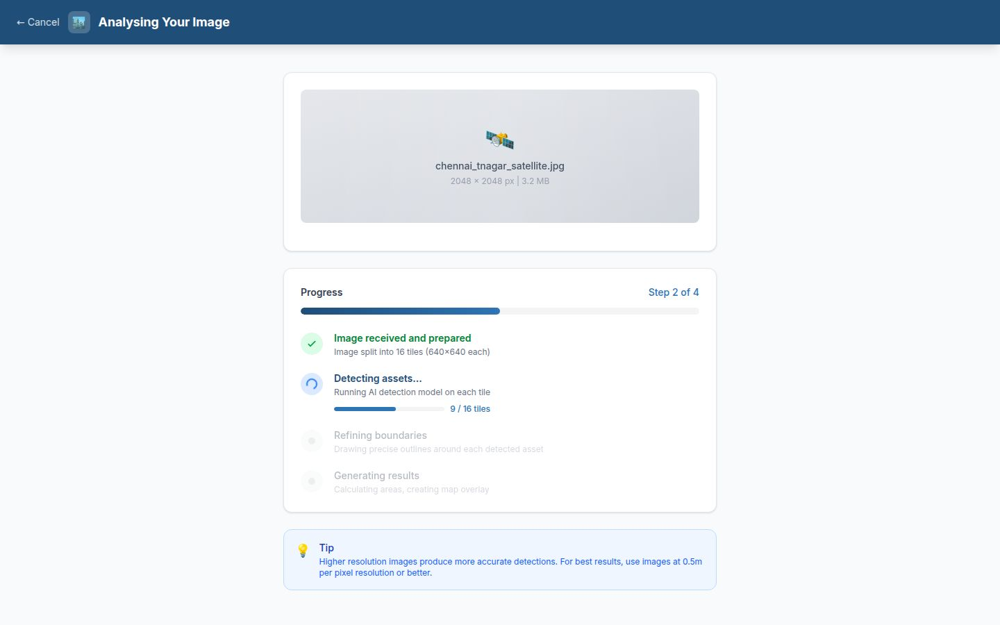 ← Cancel
Analysing Your Image
chennai_tnagar_satellite.jpg
2048 × 2048 px | 3.2 MB
Progress
Step 2 of 4
Image received and prepared
Image split into 16 tiles (640×640 each)
Detecting assets...
Running AI detection model on each tile
9 / 16 tiles
Refining boundaries
Drawing precise outlines around each detected asset
Generating results
Calculating areas, creating map overlay
Tip
Higher resolution images produce more accurate detections. For best results, use images at 0.5m
per pixel resolution or better.